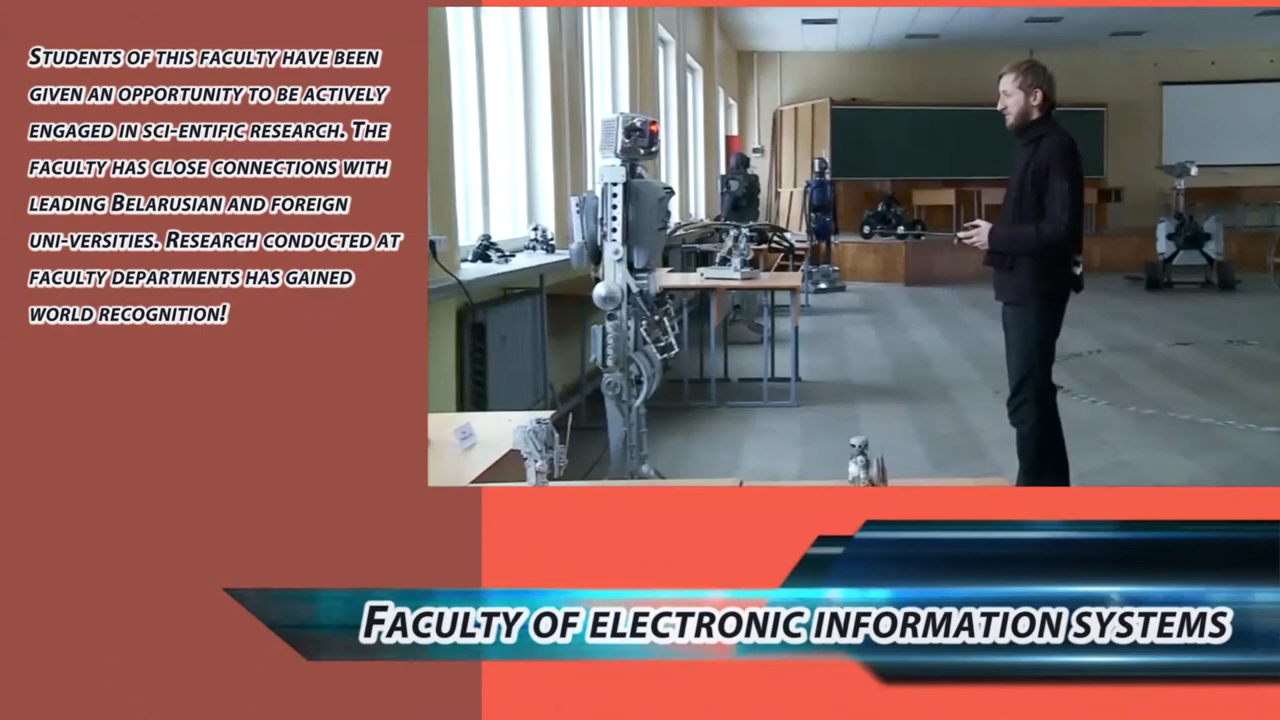 Students of this faculty have been
given an opportunity to be actively
engaged in sci-entific research. The
faculty has close connections with
leading Belarusian and foreign
uni-versities. Research conducted at
faculty departments has gained
world recognition!
Faculty of electronic information systems